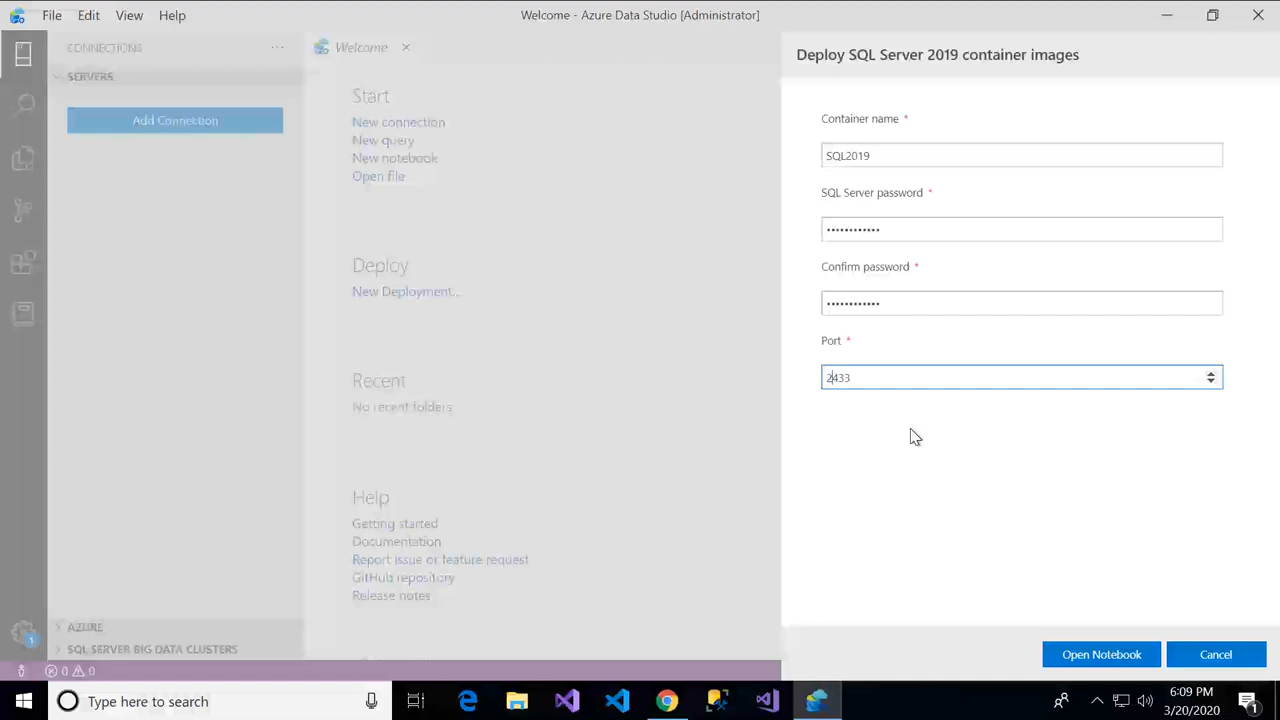 File Edit View Help
Welcome - Azure Data Studio [Administrator]
CONNECTIONS
SERVERS
Add Connection
Welcome
Start
New connection
New query
New notebook
Open file
Deploy
New Deployment...
Recent
No recent folders
Help
Getting started
Documentation
Report issue or feature request
GitHub repository
Release notes
AZURE
SQL SERVER BIG DATA CLUSTERS
1
0 0
Deploy SQL Server 2019 container images
Container name *
SQL2019
SQL Server password *
••••••••••••
Confirm password *
••••••••••••
Port *
2433
Open Notebook Cancel
Type here to search
6:09 PM
3/20/2020
1